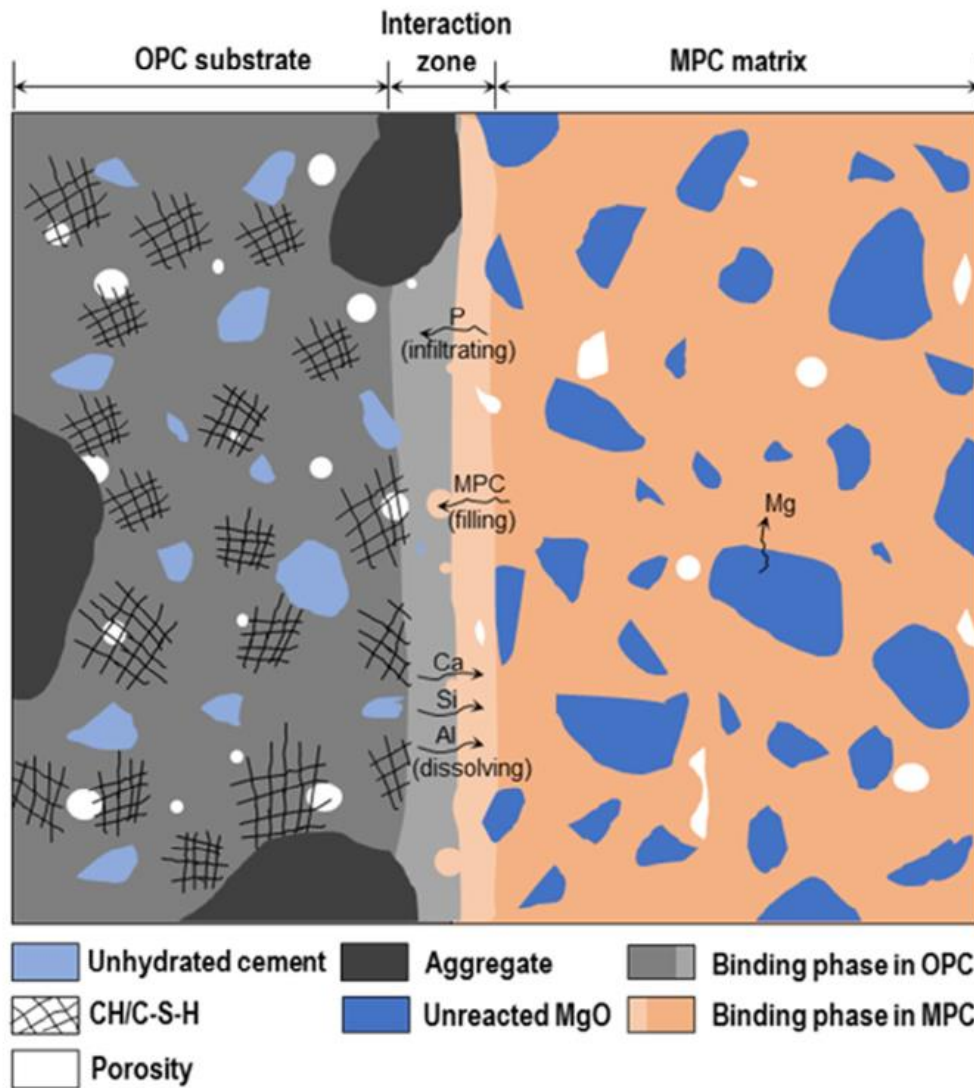 OPC substrate
Interaction
zone
MPC matrix
P
(infiltrating)
MPC
(filling)
Mg
Ca
Si
Al
(dissolving)
Unhydrated cement
Aggregate
Binding phase in OPC
CH/C-S-H
Unreacted MgO
Binding phase in MPC
Porosity